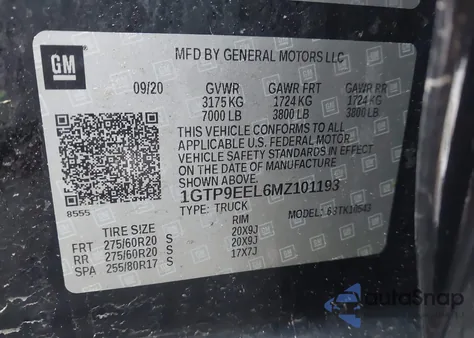 GM
MFD BY GENERAL MOTORS LLC
09/20 GVWR GAWR FRT GAWR RR
3175 KG 1724 KG 1724 KG
7000 LB 3800 LB 3800 LB
THIS VEHICLE CONFORMS TO ALL
APPLICABLE U.S. FEDERAL MOTOR
VEHICLE SAFETY STANDARDS IN EFFECT
ON THE DATE OF MANUFACTURE
SHOWN ABOVE.
1GTP9EEL6MZ101193
TYPE: TRUCK MODEL:
8555
TIRE SIZE RIM
FRT 275/60R20 S 20X9J
RR 275/60R20 S 20X9J
SPA 255/80R17 S 17X7J
AutoSnap